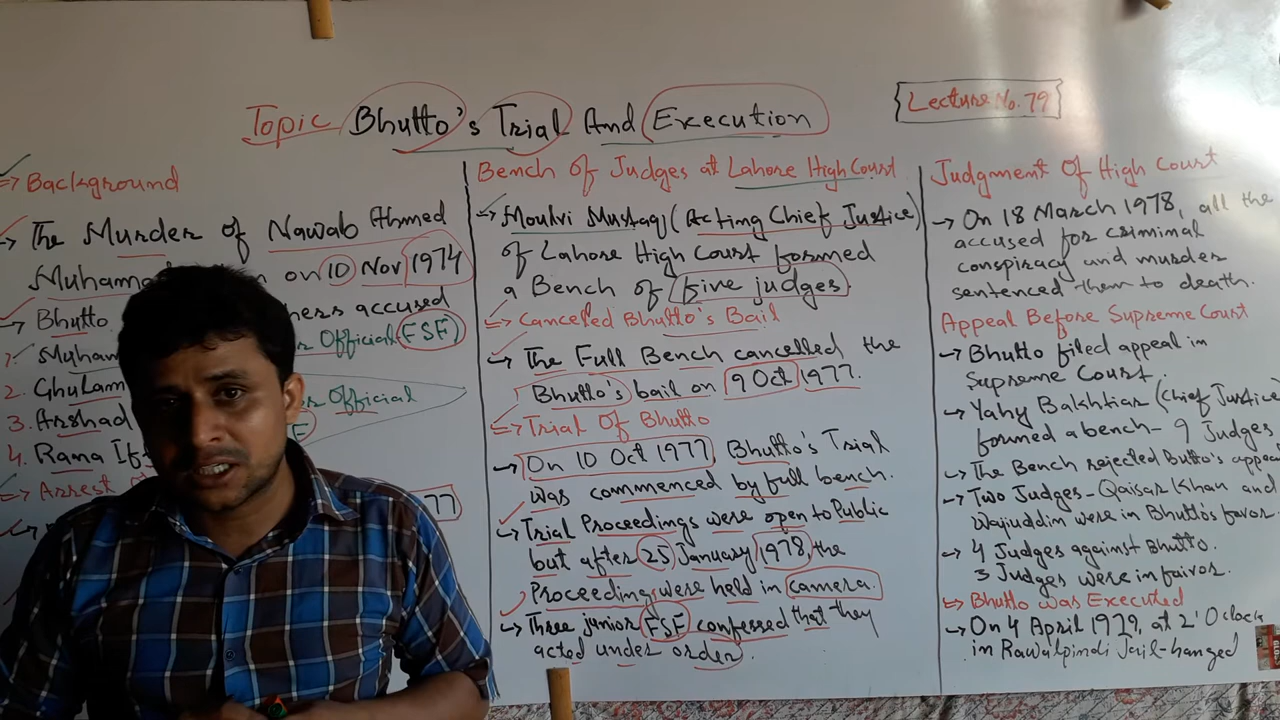 Topic Bhutto's Trial And Execution
Lecture No. 79
=> Background
-> The Murder of Nawab Ahmed
Muhamm on 10 Nov 1974
-> Bhutto ners accused
1. Muham Official (FSF)
2. Ghulam Official
3. Arshad
4. Rana If
=> Arrest
77
Bench Of Judges at Lahore High Court
-> Moulvi Mustaq (Acting Chief Justice)
of Lahore High Court formed
a Bench of (five judges)
=> Cancelled Bhutto's Bail
-> The Full Bench cancelled the
Bhutto's bail on 9 Oct 1977.
=> Trial Of Bhutto
-> On 10 Oct 1977 Bhutto's Trial
was commenced by full bench.
-> Trial Proceedings were open to Public
but after 25 January 1978, the
Proceedings were held in camera.
-> Three junior FSF confessed that they
acted under order.
Judgment Of High Court
-> On 18 March 1978, all the
accused for criminal
conspiracy and murder
sentenced them to death.
Appeal Before Supreme Court
-> Bhutto filed appeal in
Supreme Court.
-> Yahy Bakhtiar (Chief Justice)
formed a bench - 9 Judges
-> The Bench rejected Butto's appea
-> Two Judges - Qaisar Khan and
Wajuddim were in Bhutto's favor.
-> 4 Judges against Bhutto.
3 Judges were in faivor.
=> Bhutto was Executed
-> On 4 April 1979, at 2'O clock
in Rawalpindi Jail-hanged